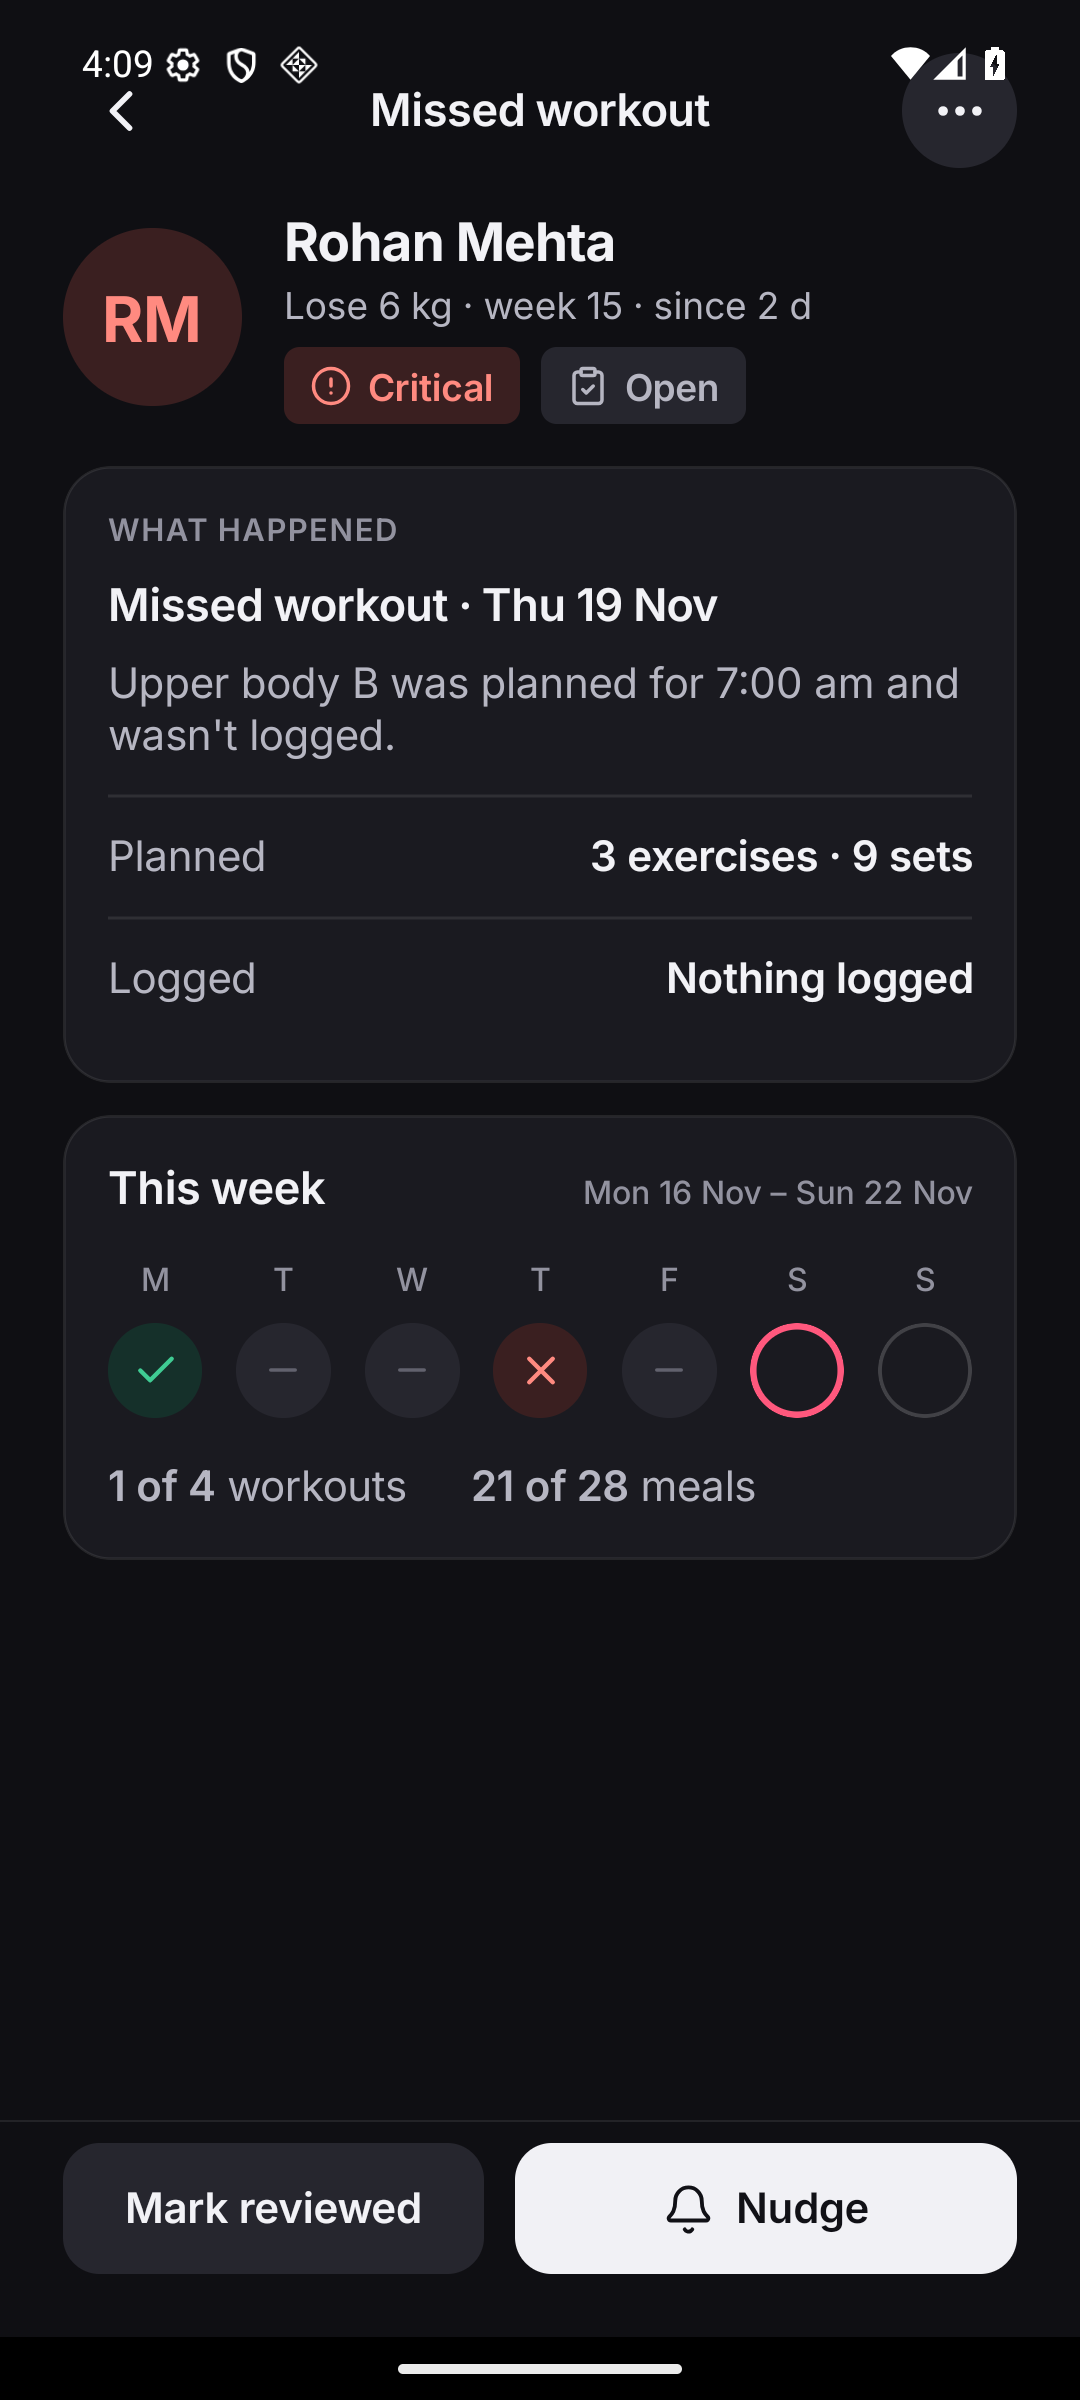 4:09
Missed workout
RM
Rohan Mehta
Lose 6 kg · week 15 · since 2 d
Critical
Open
WHAT HAPPENED
Missed workout · Thu 19 Nov
Upper body B was planned for 7:00 am and
wasn't logged.
Planned
3 exercises · 9 sets
Logged
Nothing logged
This week
Mon 16 Nov – Sun 22 Nov
M T W T F S S
1 of 4 workouts
21 of 28 meals
Mark reviewed
Nudge